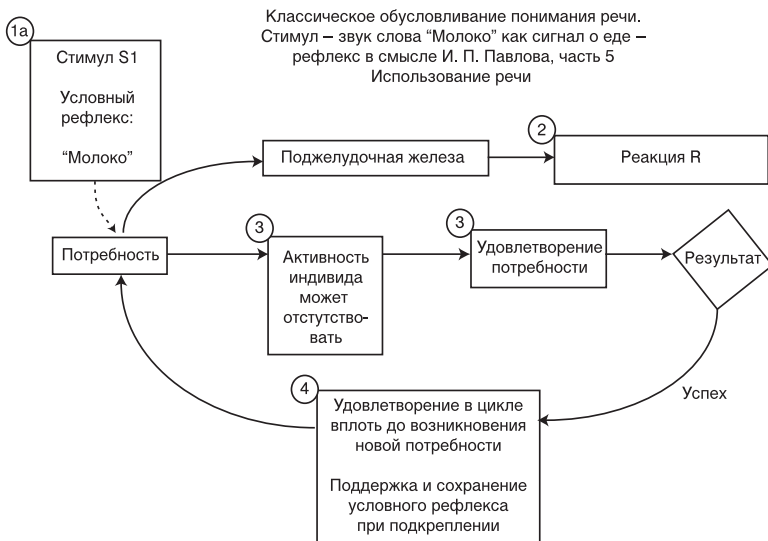 Классическое обусловливание понимания речи.
Стимул – звук слова “Молоко” как сигнал о еде –
рефлекс в смысле И. П. Павлова, часть 5
Использование речи
1а
Стимул S1
Условный
рефлекс:
“Молоко”
Поджелудочная железа
2
Реакция R
Потребность
3
Активность
индивида
может
отстутство-
вать
3
Удовлетворение
потребности
Результат
Успех
4
Удовлетворение в цикле
вплоть до возникновения
новой потребности
Поддержка и сохранение
условного рефлекса
при подкреплении